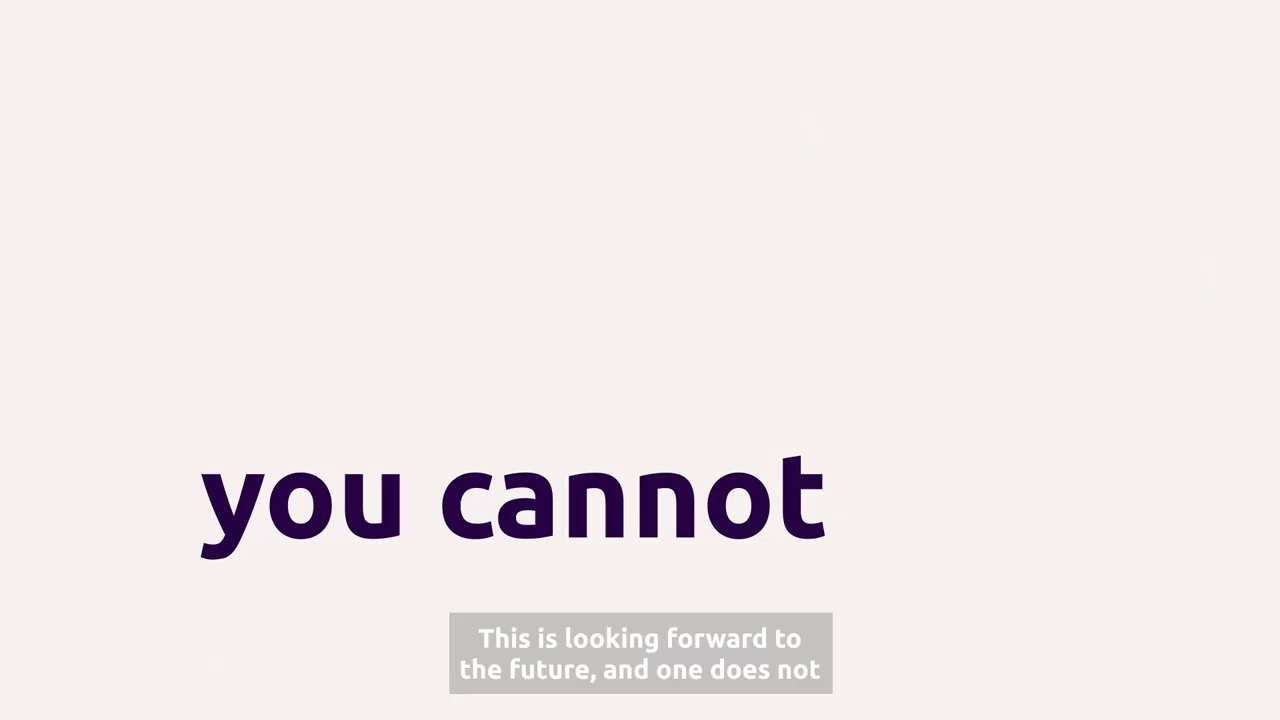 you cannot
This is looking forward to
the future, and one does not